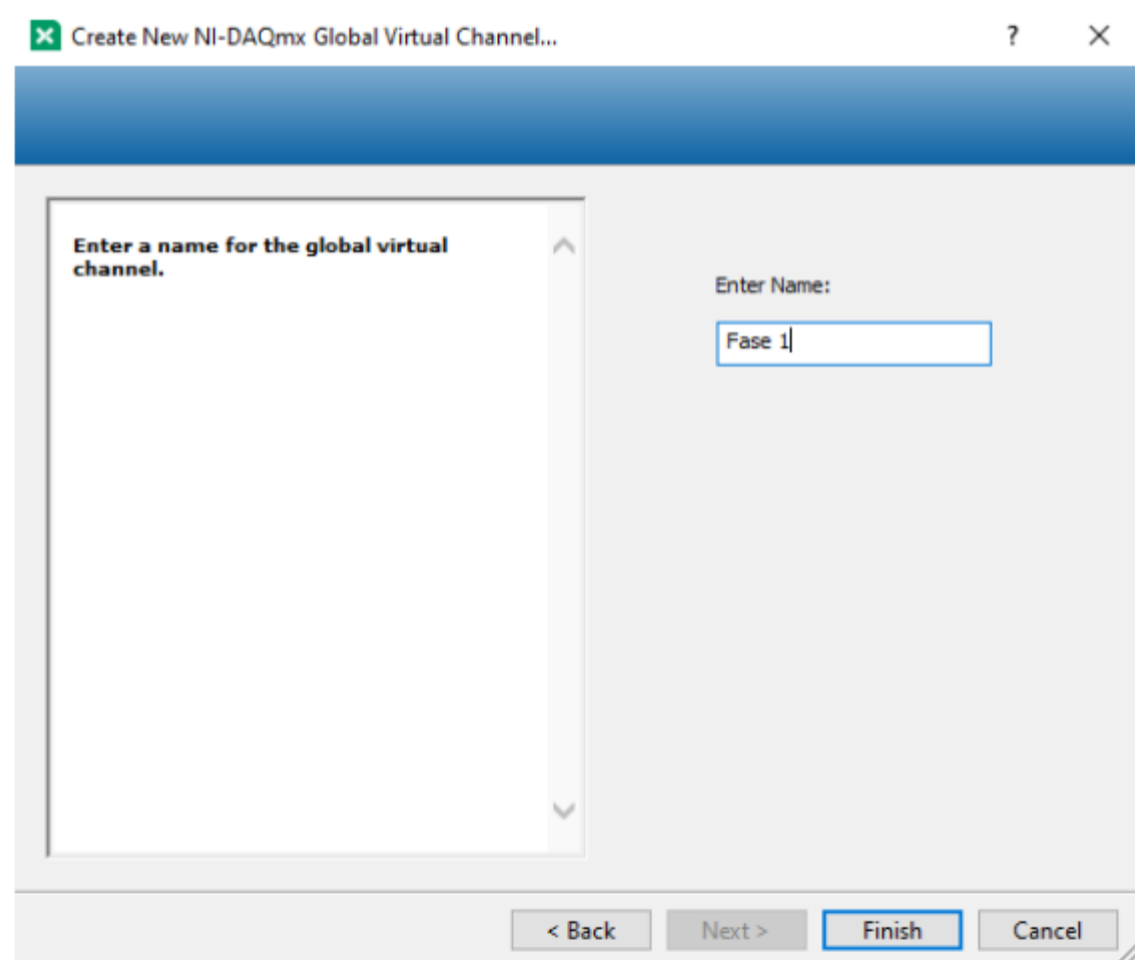 Create New NI-DAQmx Global Virtual Channel...
?
Enter a name for the global virtual
channel.
Enter Name:
Fase 1
< Back
Next >
Finish
Cancel